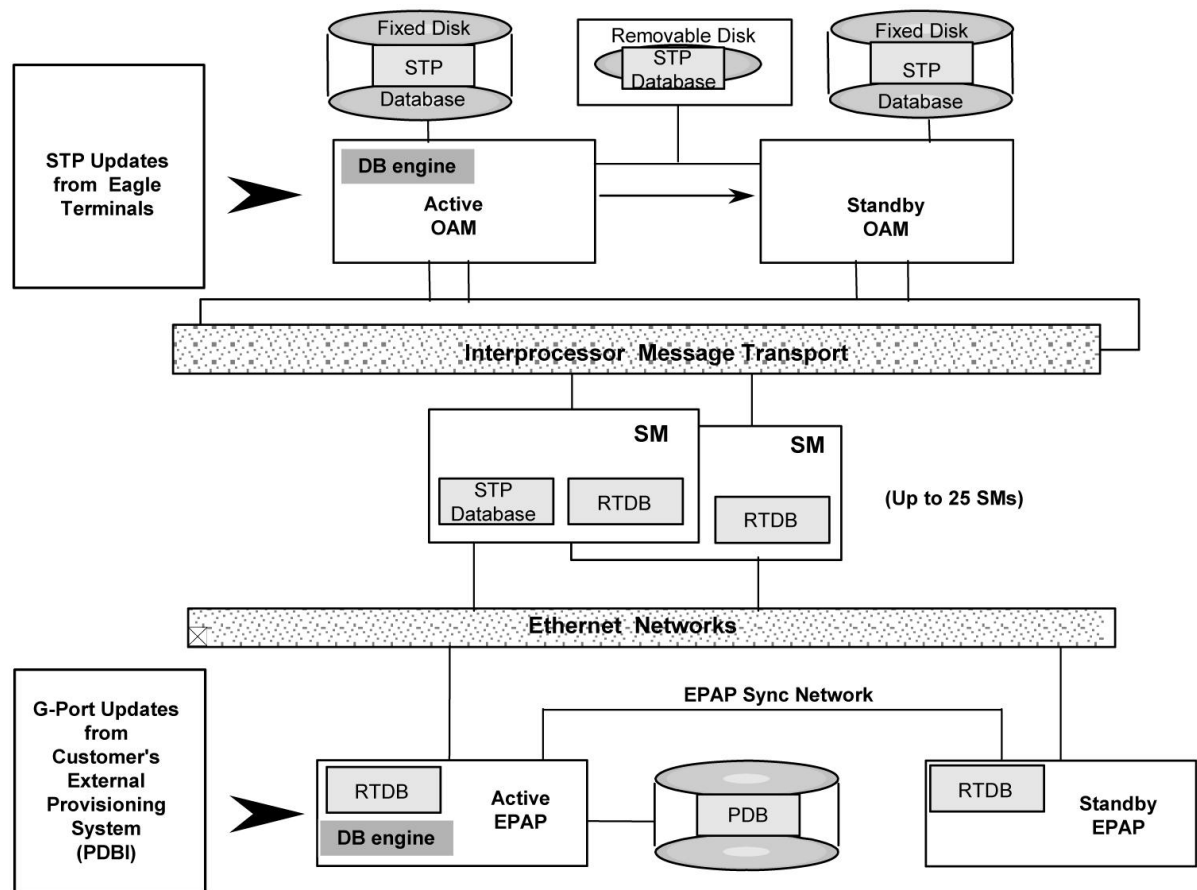 Fixed Disk
STP
Database
Removable Disk
STP
Database
Fixed Disk
STP
Database
STP Updates
from Eagle
Terminals
DB engine
Active
OAM
Standby
OAM
Interprocessor Message Transport
SM
STP
Database
RTDB
SM
RTDB
(Up to 25 SMs)
Ethernet Networks
G-Port Updates
from
Customer's
External
Provisioning
System
(PDBI)
EPAP Sync Network
RTDB
DB engine
Active
EPAP
PDB
RTDB
Standby
EPAP